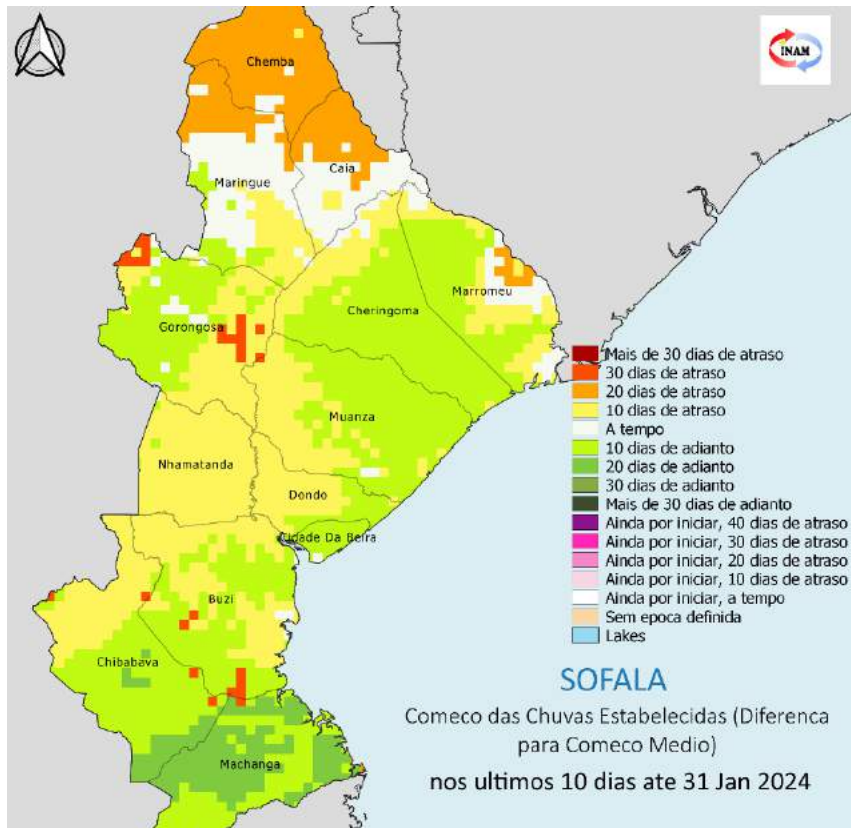 INAM
Chemba
Caia
Maringue
Marromeu
Cheringoma
Gorongosa
Muanza
Nhamatanda
Dondo
Cidade Da Beira
Buzi
Chibabava
Machanga
Mais de 30 dias de atraso
30 dias de atraso
20 dias de atraso
10 dias de atraso
A tempo
10 dias de adianto
20 dias de adianto
30 dias de adianto
Mais de 30 dias de adianto
Ainda por iniciar, 40 dias de atraso
Ainda por iniciar, 30 dias de atraso
Ainda por iniciar, 20 dias de atraso
Ainda por iniciar, 10 dias de atraso
Ainda por iniciar, a tempo
Sem epoca definida
Lakes
SOFALA
Comeco das Chuvas Estabelecidas (Diferenca
para Comeco Medio)
nos ultimos 10 dias ate 31 Jan 2024